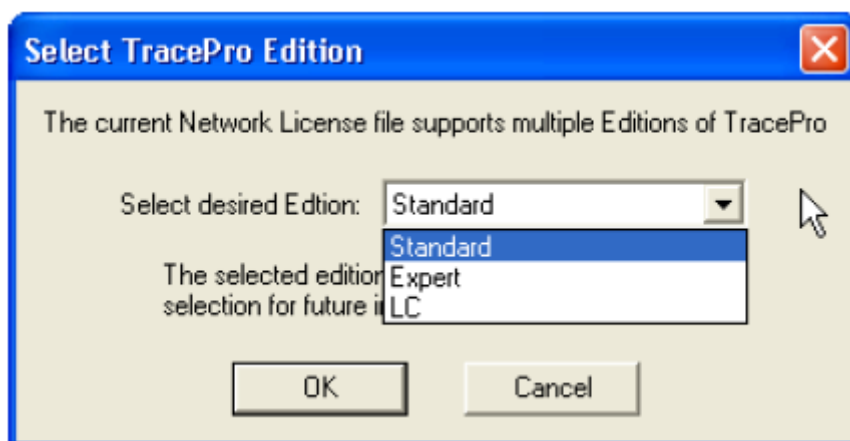 Select TracePro Edition
The current Network License file supports multiple Editions of TracePro
Select desired Edtion: Standard
Standard
The selected edition
Expert
selection for future
LC
OK Cancel